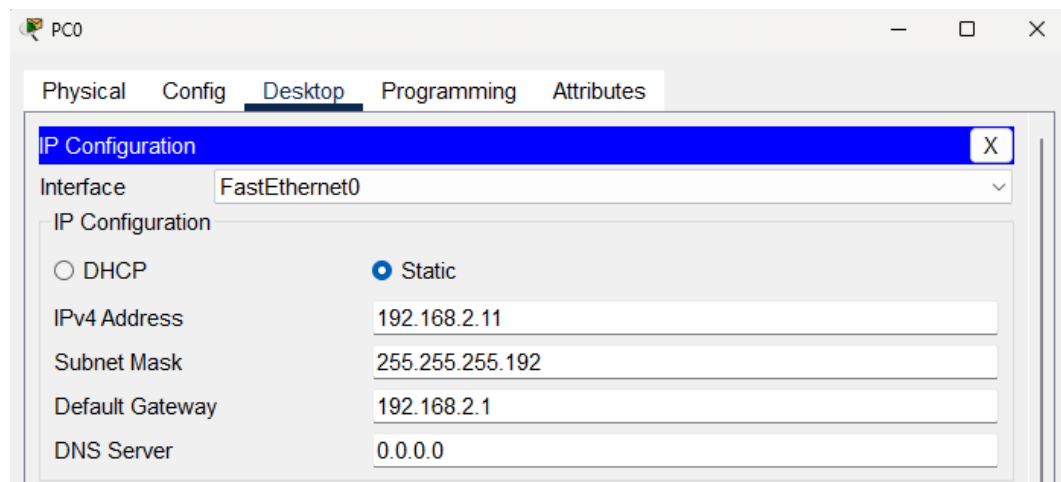 PC0
Physical Config Desktop Programming Attributes
IP Configuration X
Interface FastEthernet0
IP Configuration
DHCP Static
IPv4 Address 192.168.2.11
Subnet Mask 255.255.255.192
Default Gateway 192.168.2.1
DNS Server 0.0.0.0